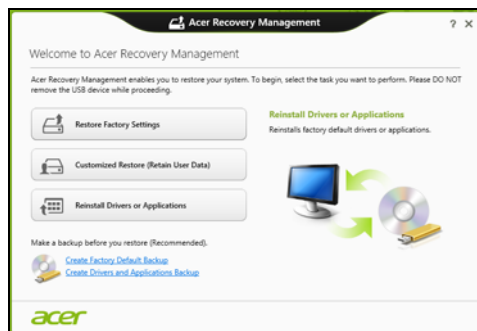 Acer Recovery Management
? ×
Welcome to Acer Recovery Management
Acer Recovery Management enables you to restore your system. To begin, select the task you want to perform. Please DO NOT
remove the USB device while proceeding.
Restore Factory Settings
Customized Restore (Retain User Data)
Reinstall Drivers or Applications
Reinstall Drivers or Applications
Reinstalls factory default drivers or applications.
Make a backup before you restore (Recommended).
Create Factory Default Backup
Create Drivers and Applications Backup
acer